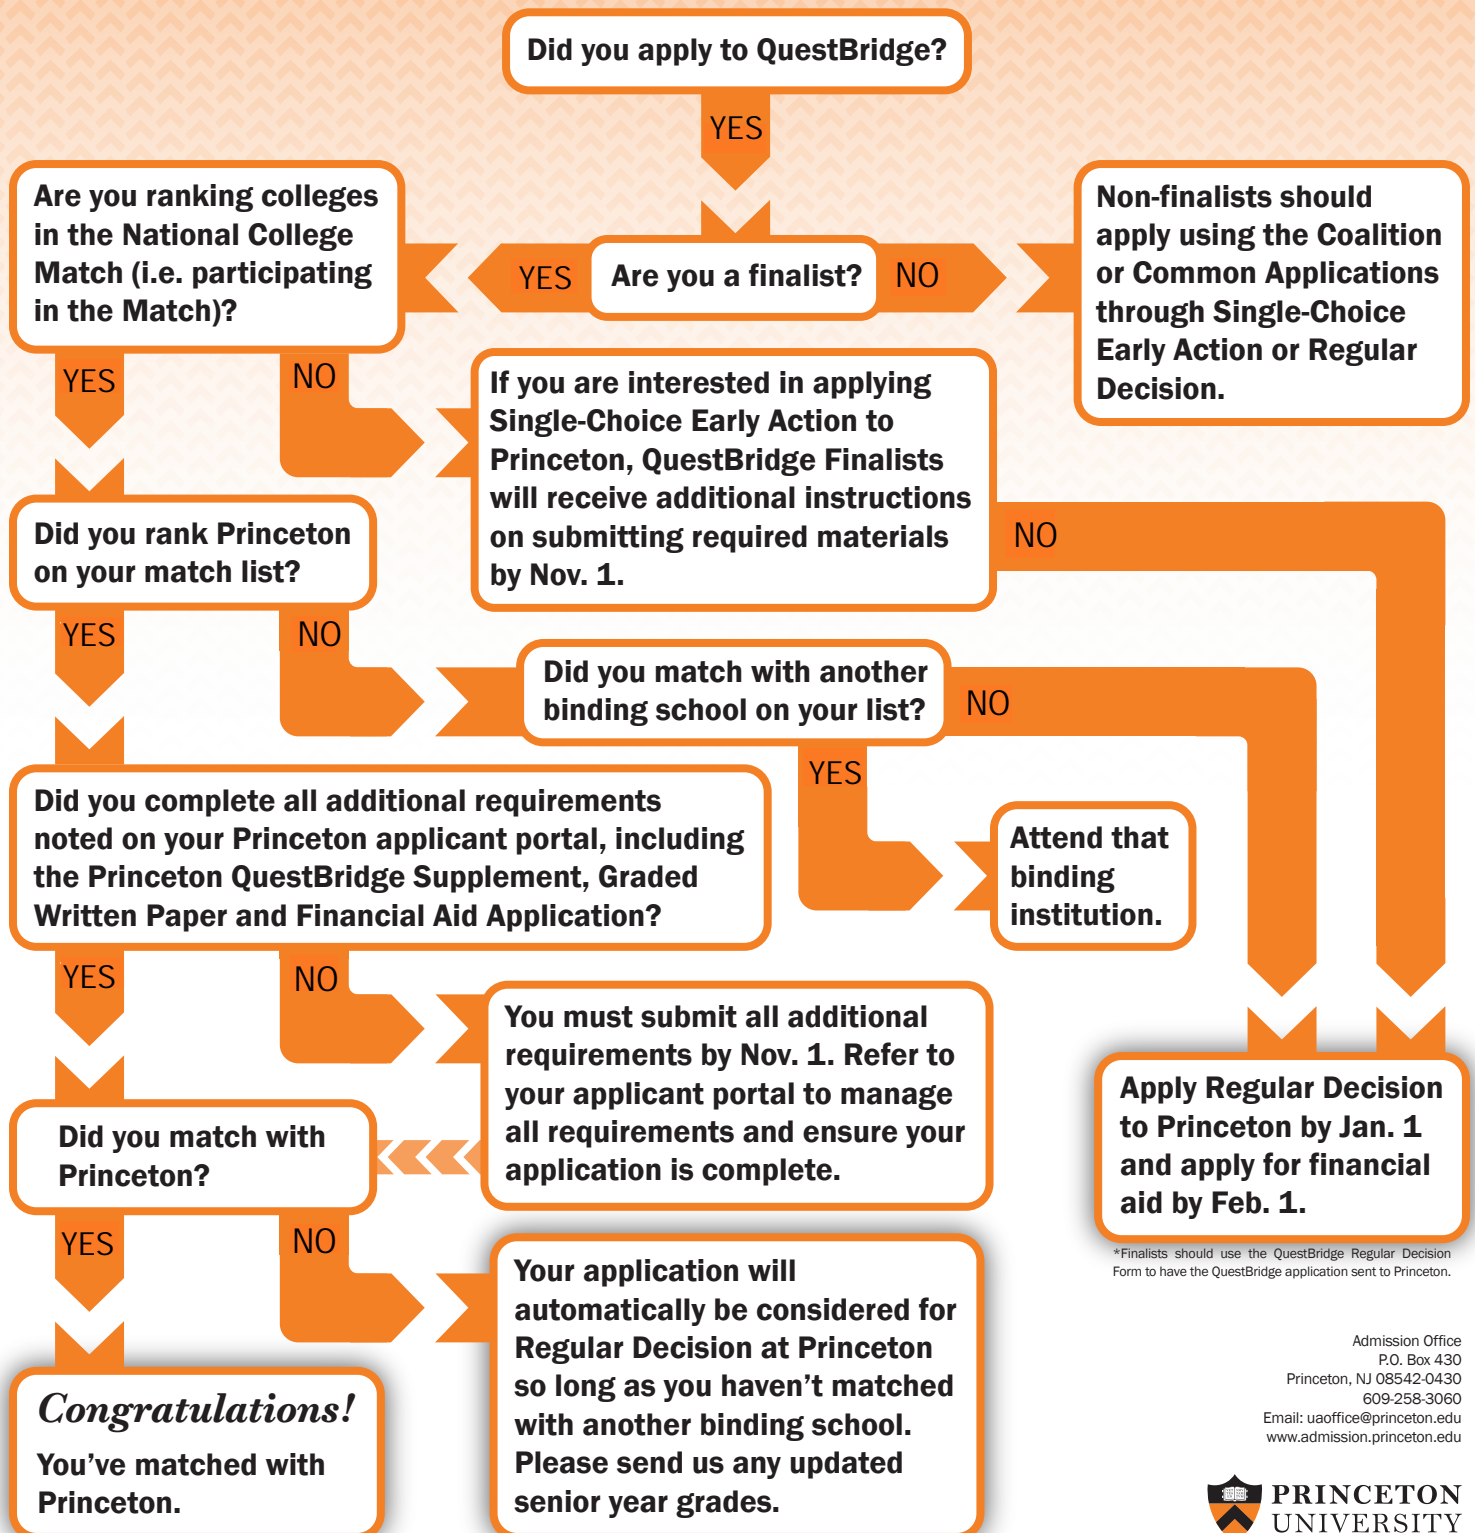 Did you apply to QuestBridge?
YES
Are you ranking colleges
in the National College
Match (i.e. participating
in the Match)?
YES
Are you a finalist?
NO
Non-finalists should
apply using the Coalition
or Common Applications
through Single-Choice
Early Action or Regular
Decision.
YES
NO
If you are interested in applying
Single-Choice Early Action to
Princeton, QuestBridge Finalists
will receive additional instructions
on submitting required materials
by Nov. 1.
NO
Did you rank Princeton
on your match list?
YES
NO
Did you match with another
binding school on your list?
NO
YES
Attend that
binding
institution.
Did you complete all additional requirements
noted on your Princeton applicant portal, including
the Princeton QuestBridge Supplement, Graded
Written Paper and Financial Aid Application?
YES
NO
You must submit all additional
requirements by Nov. 1. Refer to
your applicant portal to manage
all requirements and ensure your
application is complete.
Apply Regular Decision
to Princeton by Jan. 1
and apply for financial
aid by Feb. 1.
*Finalists should use the QuestBridge Regular Decision
Form to have the QuestBridge application sent to Princeton.
Did you match with
Princeton?
YES
NO
Your application will
automatically be considered for
Regular Decision at Princeton
so long as you haven't matched
with another binding school.
Please send us any updated
senior year grades.
Congratulations!
You've matched with
Princeton.
Admission Office
P.O. Box 430
Princeton, NJ 08542-0430
609-258-3060
Email: uaoffice@princeton.edu
www.admission.princeton.edu
PRINCETON
UNIVERSITY